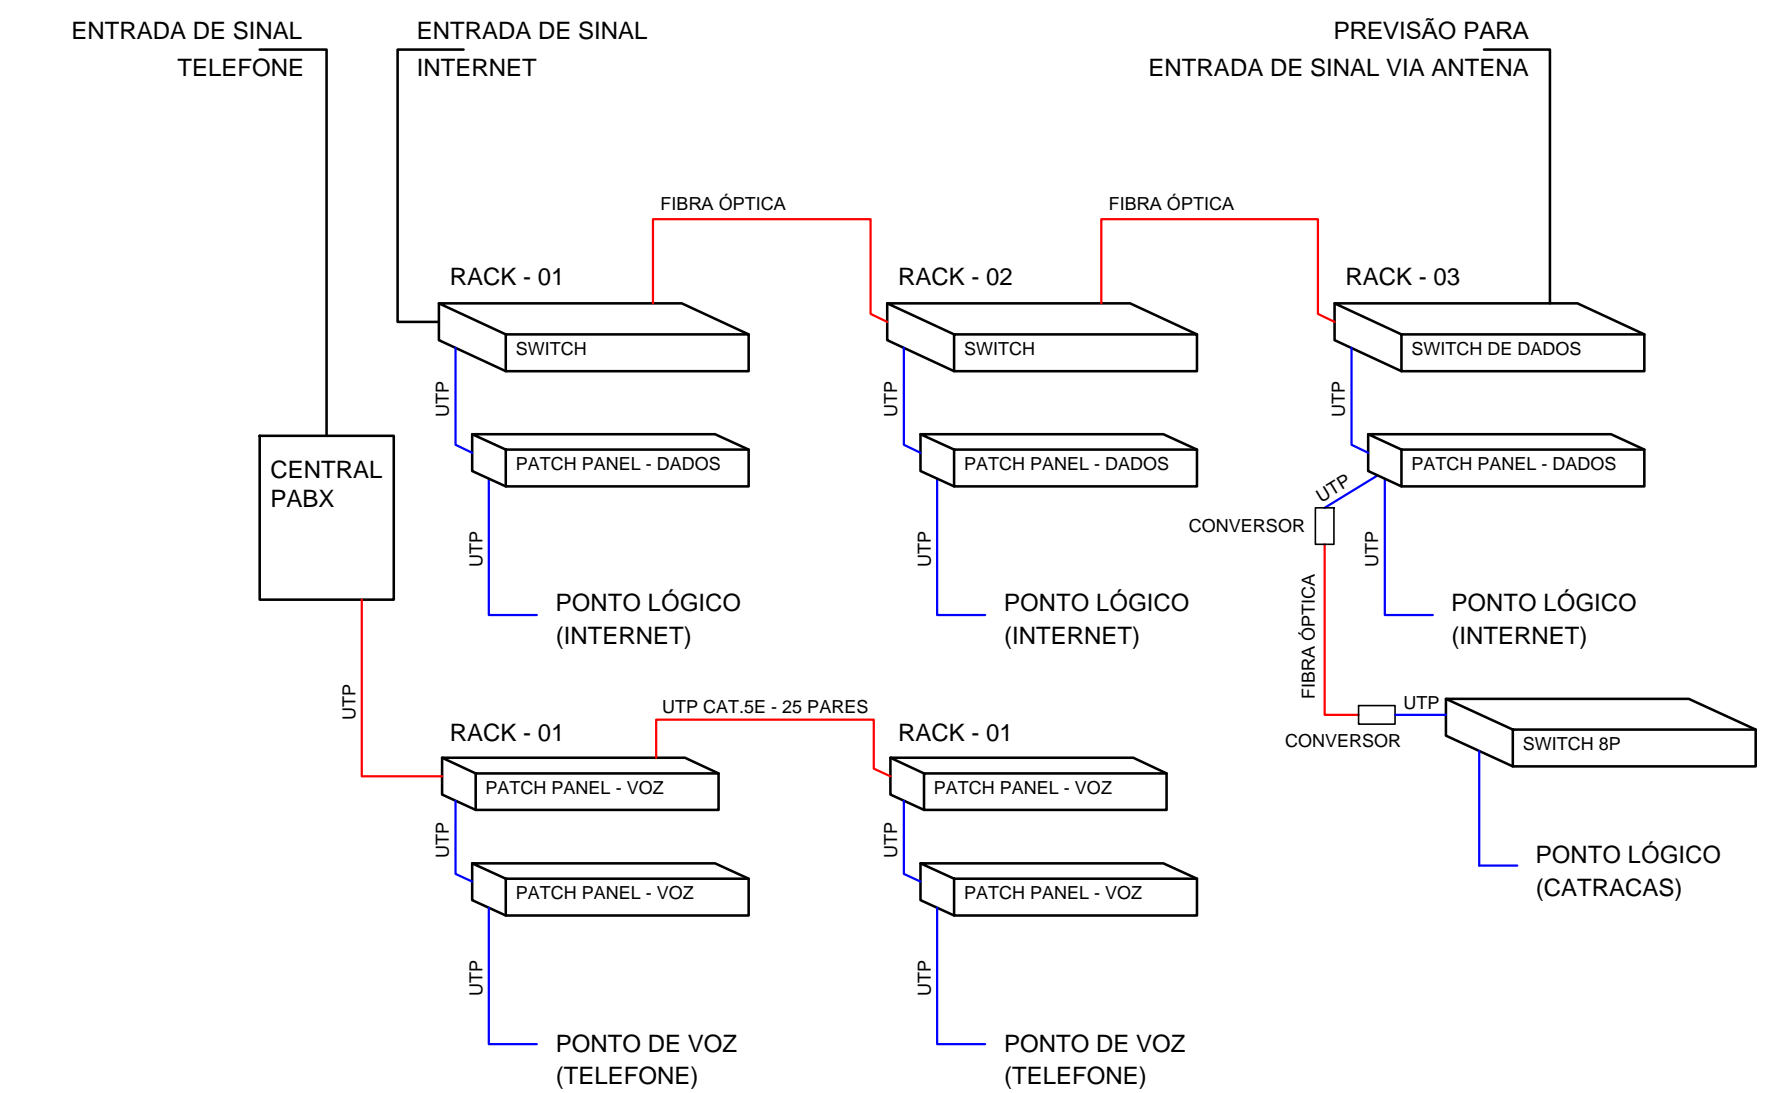 ENTRADA DE SINAL
TELEFONE
ENTRADA DE SINAL
INTERNET
PREVISÃO PARA
ENTRADA DE SINAL VIA ANTENA
FIBRA ÓPTICA
FIBRA ÓPTICA
RACK - 01
RACK - 02
RACK - 03
SWITCH
SWITCH
SWITCH DE DADOS
UTP
UTP
UTP
PATCH PANEL - DADOS
PATCH PANEL - DADOS
PATCH PANEL - DADOS
CENTRAL
PABX
UTP
CONVERSOR
UTP
UTP
UTP
FIBRA ÓPTICA
PONTO LÓGICO
(INTERNET)
PONTO LÓGICO
(INTERNET)
PONTO LÓGICO
(INTERNET)
UTP
UTP CAT.5E - 25 PARES
UTP
CONVERSOR
RACK - 01
RACK - 01
SWITCH 8P
PATCH PANEL - VOZ
PATCH PANEL - VOZ
UTP
UTP
PONTO LÓGICO
(CATRACAS)
PATCH PANEL - VOZ
PATCH PANEL - VOZ
UTP
UTP
PONTO DE VOZ
(TELEFONE)
PONTO DE VOZ
(TELEFONE)